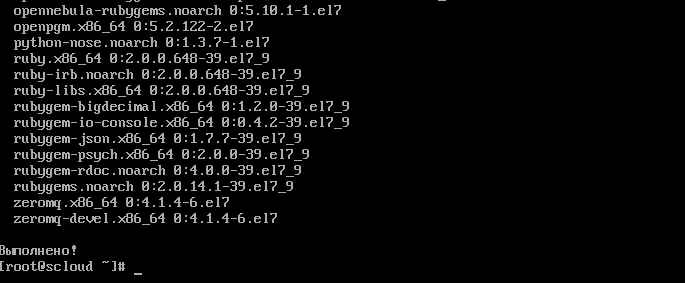 opennebula-rubygems.noarch 0:5.10.1-1.el7
openpgm.x86_64 0:5.2.122-2.el7
python-nose.noarch 0:1.3.7-1.el7
ruby.x86_64 0:2.0.0.648-39.el7_9
ruby-irb.noarch 0:2.0.0.648-39.el7_9
ruby-libs.x86_64 0:2.0.0.648-39.el7_9
rubygem-bigdecimal.x86_64 0:1.2.0-39.el7_9
rubygem-io-console.x86_64 0:0.4.2-39.el7_9
rubygem-json.x86_64 0:1.7.7-39.el7_9
rubygem-psych.x86_64 0:2.0.0-39.el7_9
rubygem-rdoc.noarch 0:4.0.0-39.el7_9
rubygems.noarch 0:2.0.14.1-39.el7_9
zeromq.x86_64 0:4.1.4-6.el7
zeromq-devel.x86_64 0:4.1.4-6.el7
Выполнено!
[root@scloud ~]# _